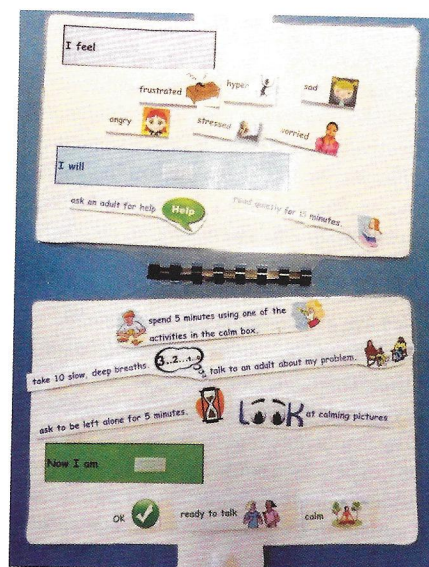 I feel
frustrated hyper sad
angry stressed worried
I will
ask an adult for help Help
read quietly for 15 minutes.
spend 5 minutes using one of the
activities in the calm box.
take 10 slow, deep breaths. 3..2...1.. talk to an adult about my problem.
ask to be left alone for 5 minutes. LOOK at calming pictures
Now I am
OK ready to talk calm